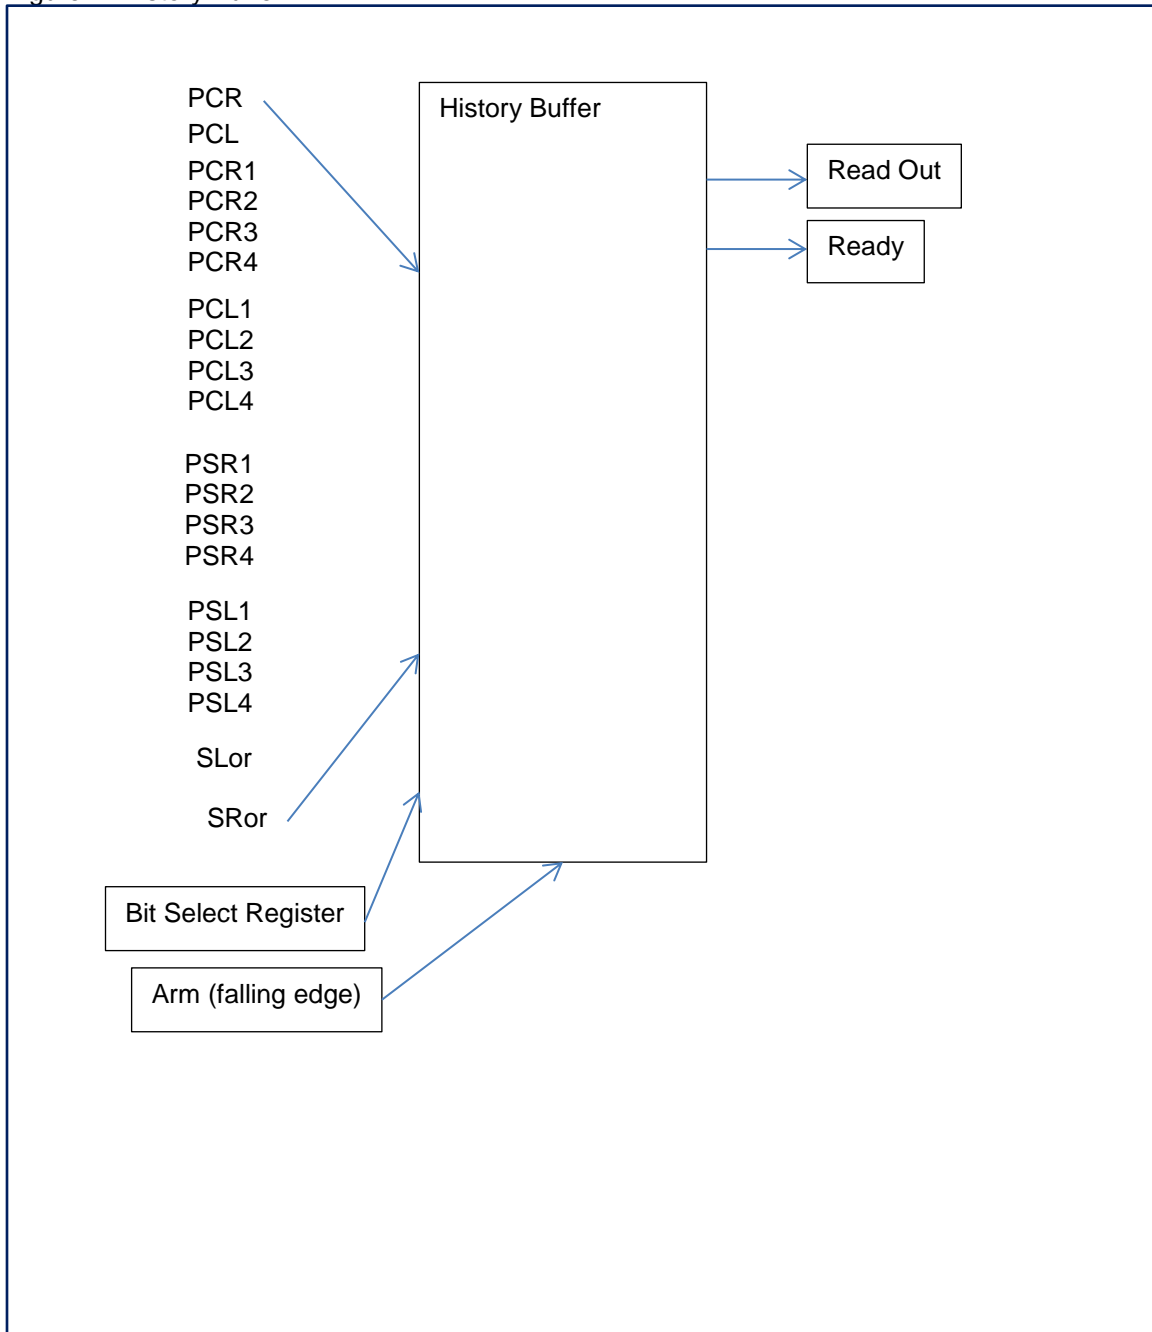 PCR
History Buffer
PCL
PCR1
Read Out
PCR2
PCR3
Ready
PCR4
PCL1
PCL2
PCL3
PCL4
PSR1
PSR2
PSR3
PSR4
PSL1
PSL2
PSL3
PSL4
SLor
SRor
Bit Select Register
Arm (falling edge)